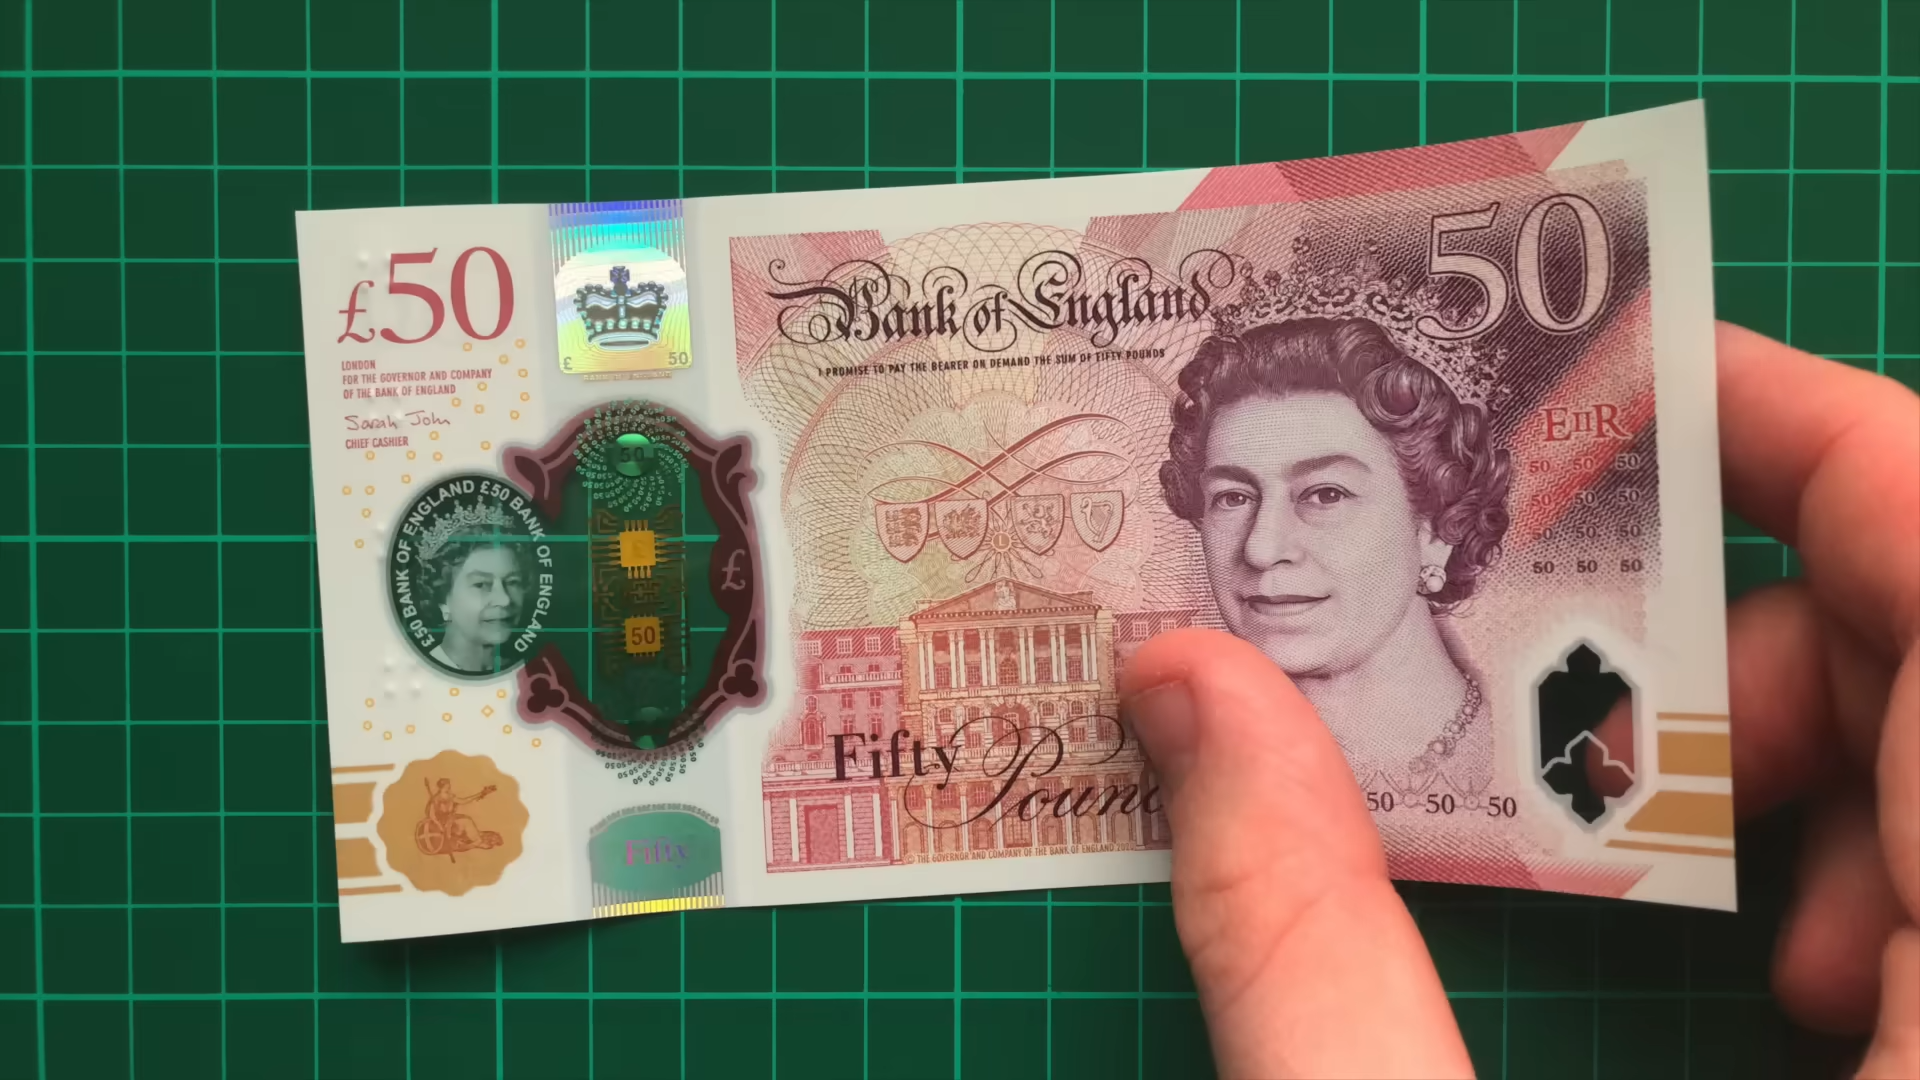 £50
LONDON
FOR THE GOVERNOR AND COMPANY
OF THE BANK OF ENGLAND
Sarah John
CHIEF CASHIER
£50 BANK OF ENGLAND £50 BANK OF ENGLAND
£ 50
50
50
£
Fifty
Bank of England
I PROMISE TO PAY THE BEARER ON DEMAND THE SUM OF FIFTY POUNDS
Fifty
© THE GOVERNOR AND COMPANY OF THE BANK OF ENGLAND
50
EIIR
50 50 50
50 50 50
50 50 50
50 50 50
50 50 50